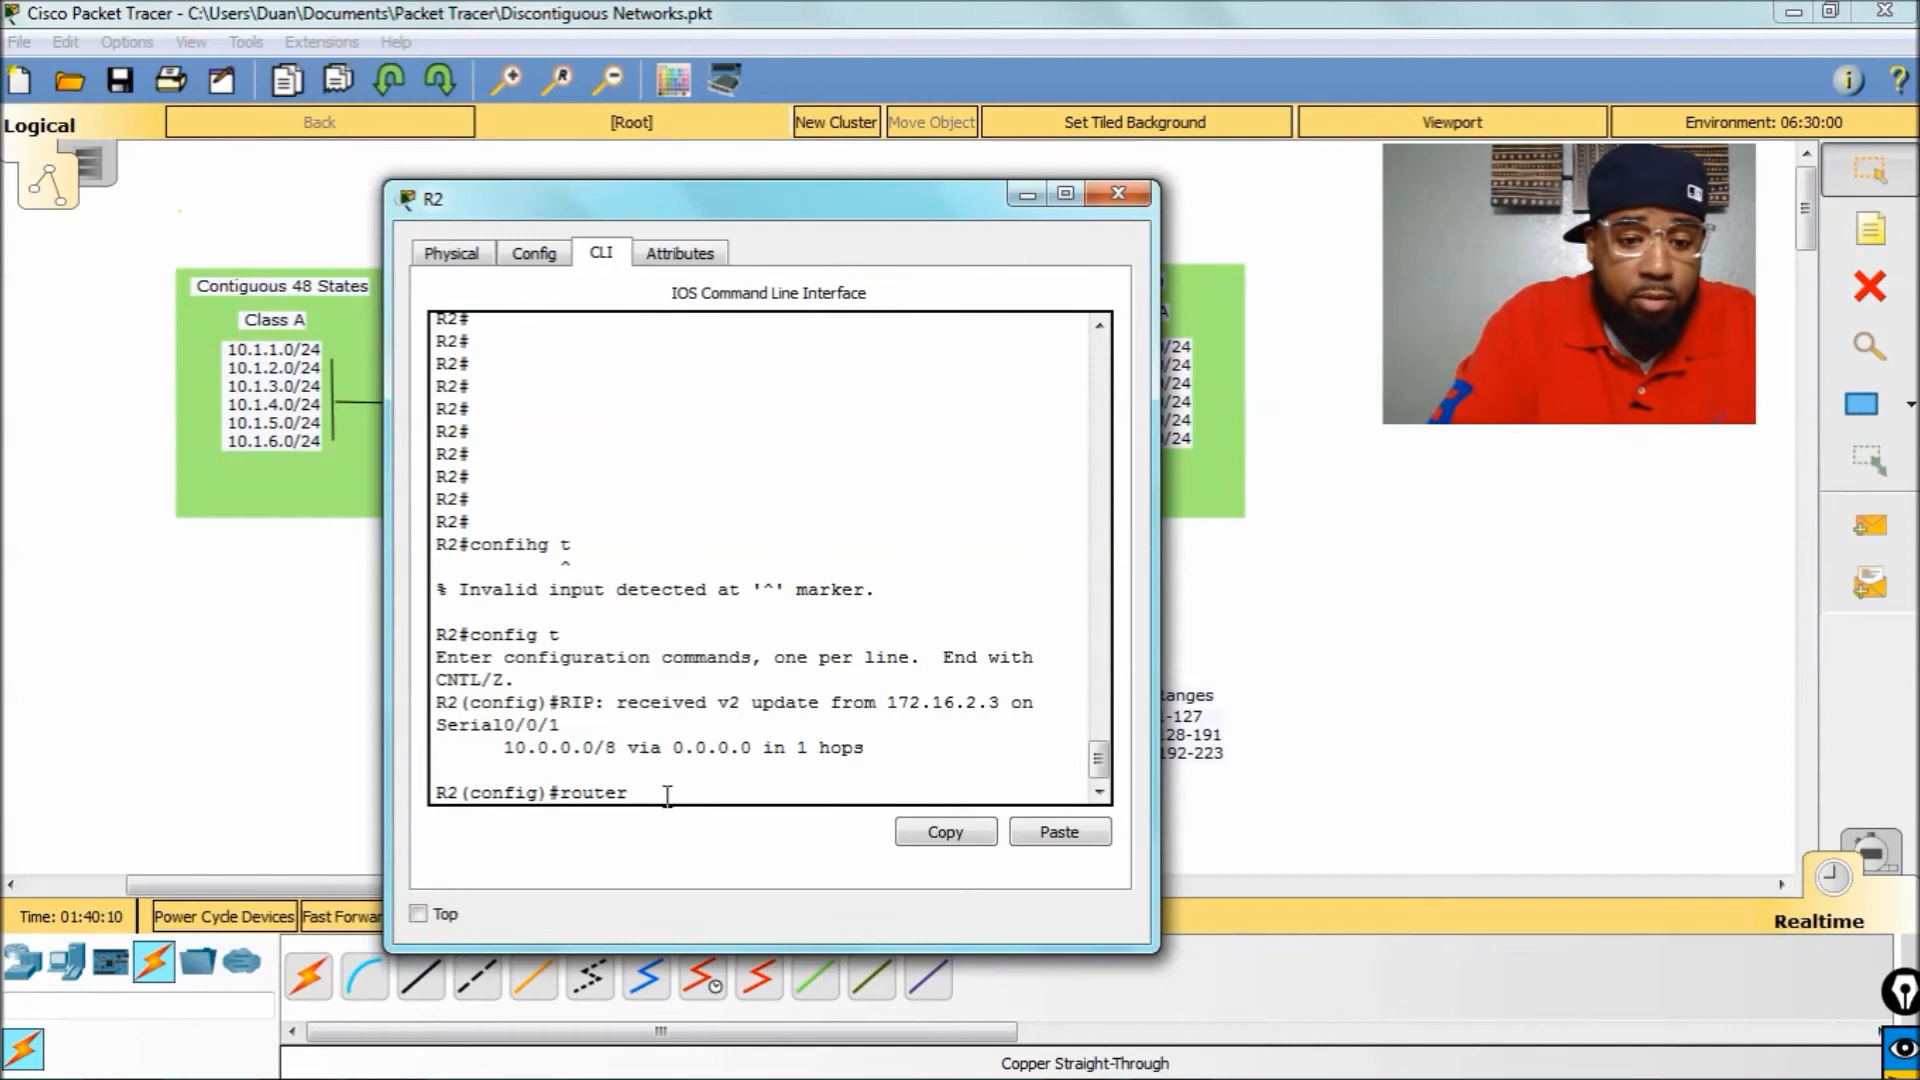 Cisco Packet Tracer - C:\Users\Duan\Documents\Packet Tracer\Discontiguous Networks.pkt
File Edit Options View Tools Extensions Help
Logical
Back
[Root]
New Cluster
Move Object
Set Tiled Background
Viewport
Environment: 06:30:00
Contiguous 48 States
Class A
10.1.1.0/24
10.1.2.0/24
10.1.3.0/24
10.1.4.0/24
10.1.5.0/24
10.1.6.0/24
R2
Physical
Config
CLI
Attributes
IOS Command Line Interface
R2#
R2#
R2#
R2#
R2#
R2#
R2#
R2#
R2#
R2#
R2#confihg t
^
% Invalid input detected at '^' marker.
R2#config t
Enter configuration commands, one per line.  End with
CNTL/Z.
R2(config)#RIP: received v2 update from 172.16.2.3 on
Serial0/0/1
10.0.0.0/8 via 0.0.0.0 in 1 hops
R2(config)#router
Copy
Paste
Top
A
/24
/24
/24
/24
/24
/24
anges
-127
28-191
192-223
Time: 01:40:10
Power Cycle Devices
Fast Forwa
Realtime
Copper Straight-Through